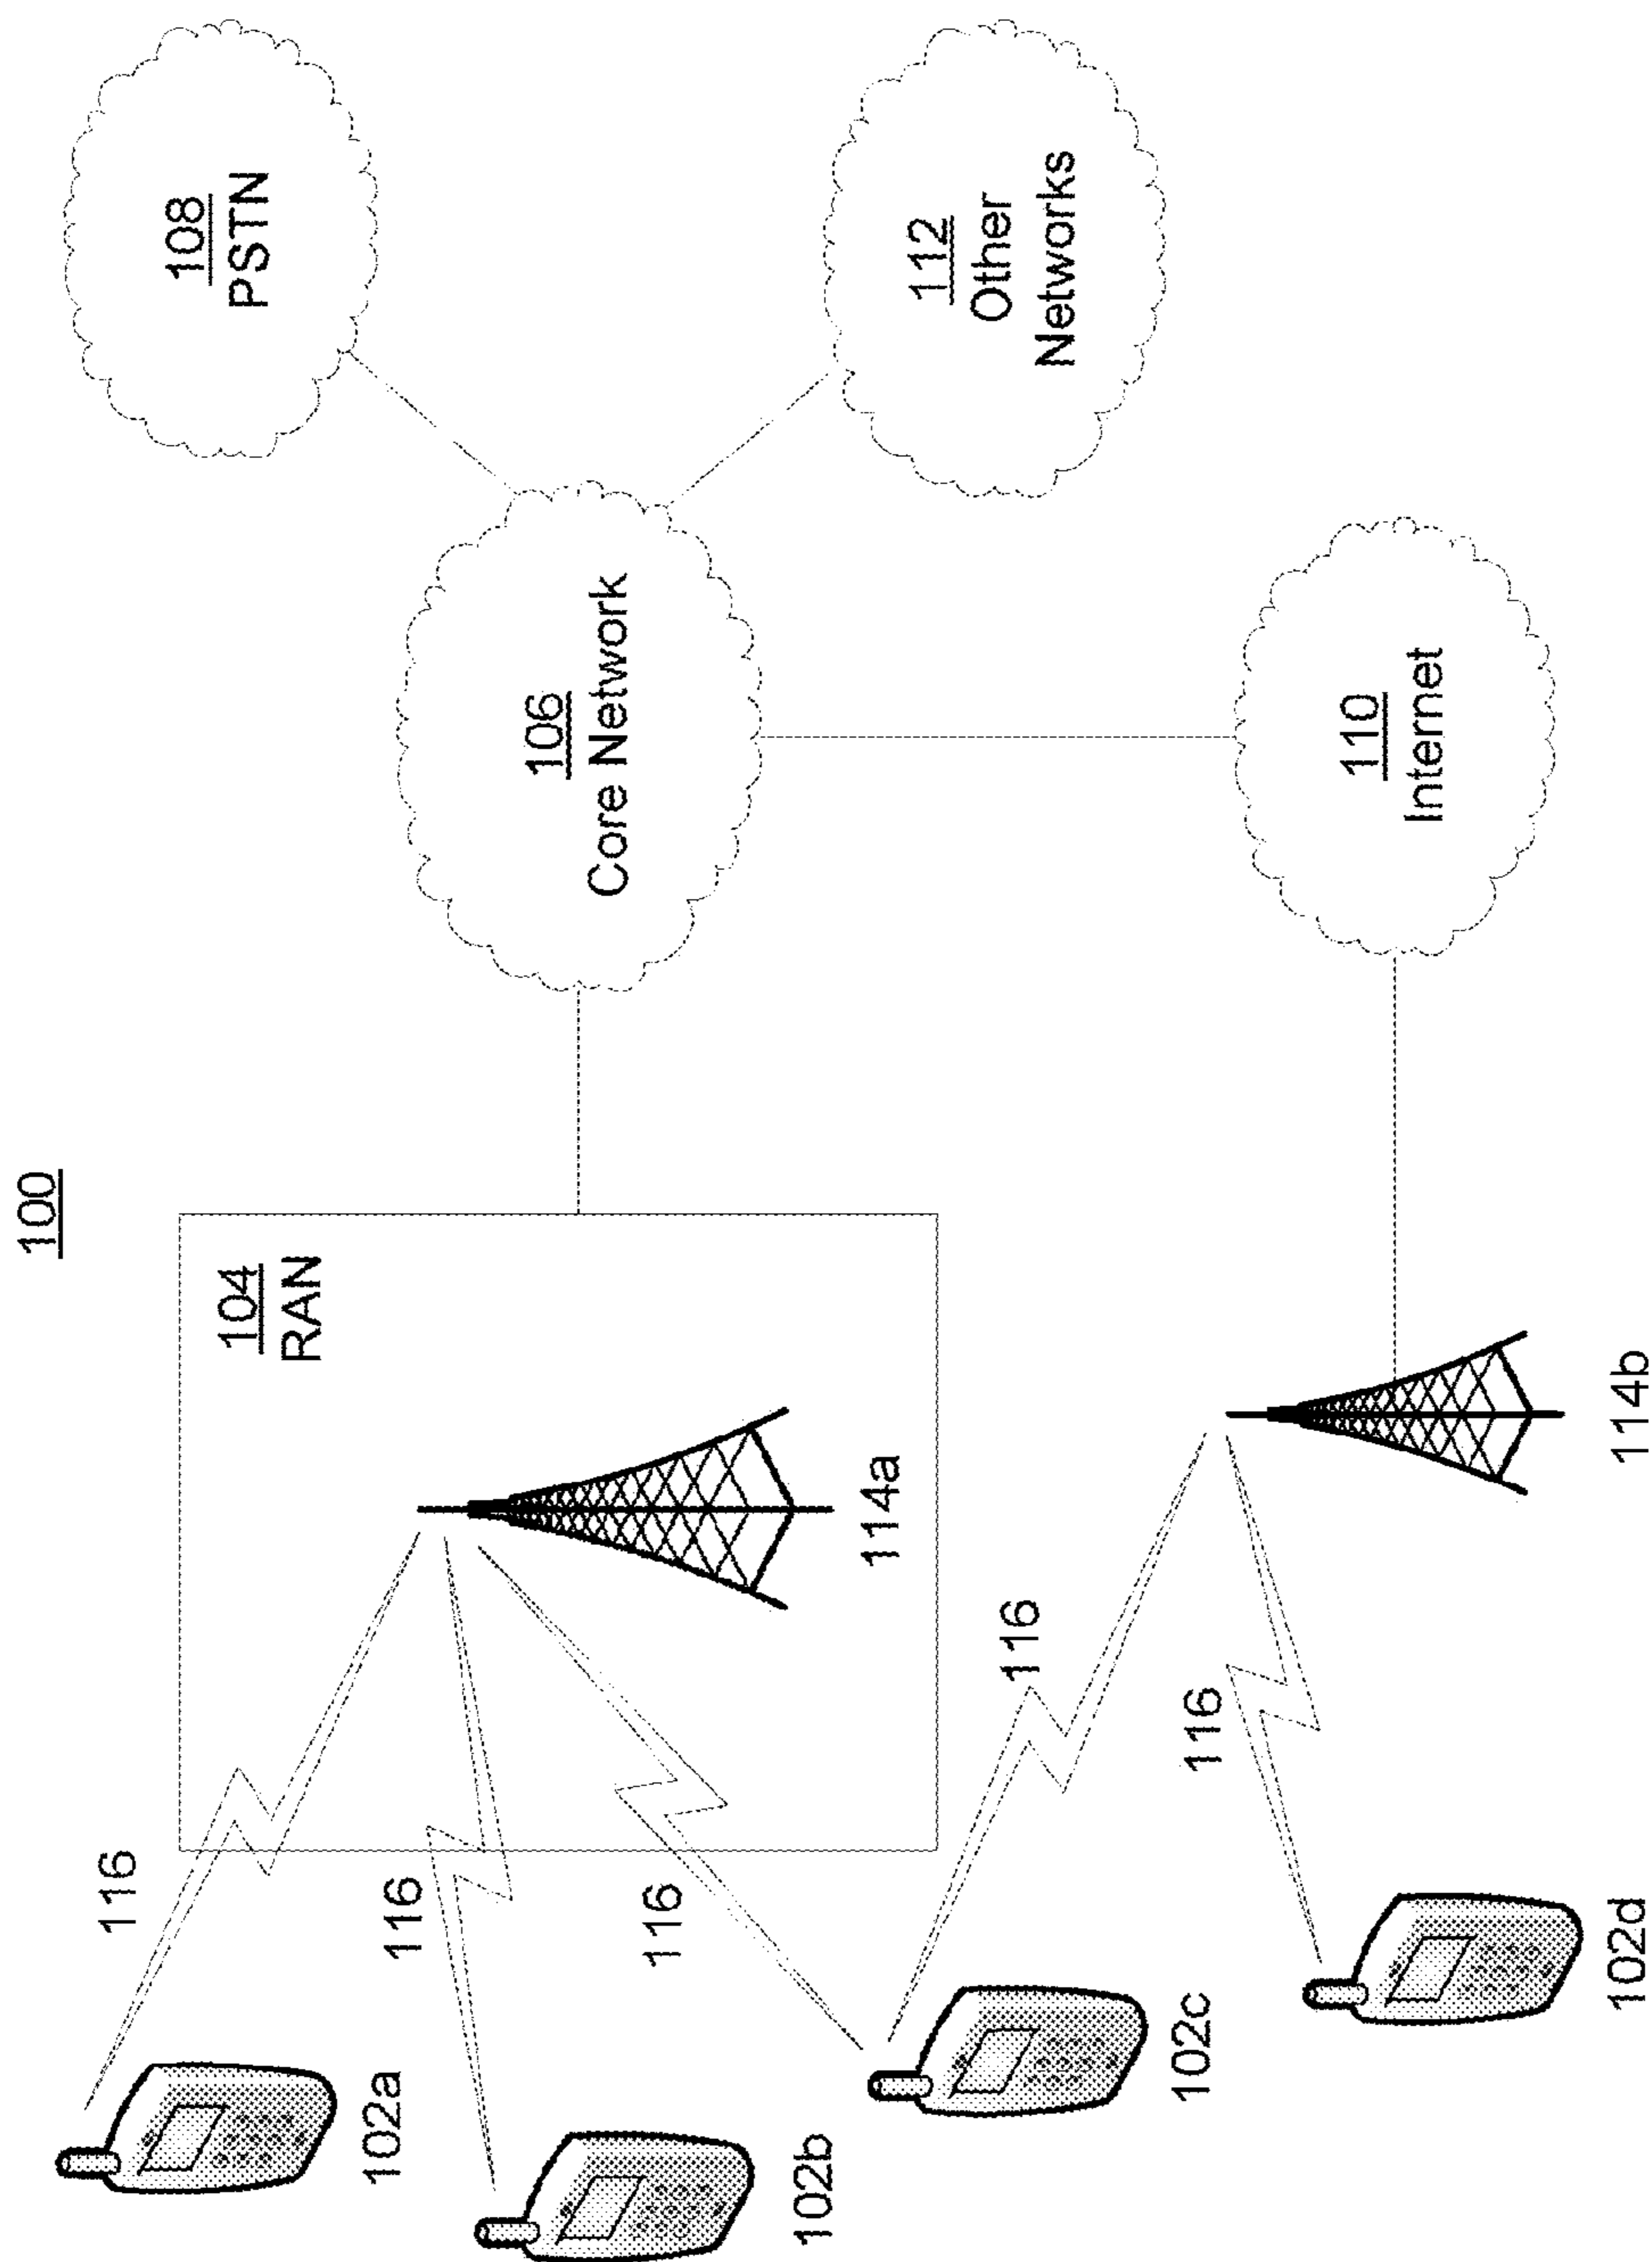 100
102a
116
102b
116
102c
116
116
102d
116
104
RAN
114a
114b
106
Core Network
108
PSTN
112
Other
Networks
110
Internet